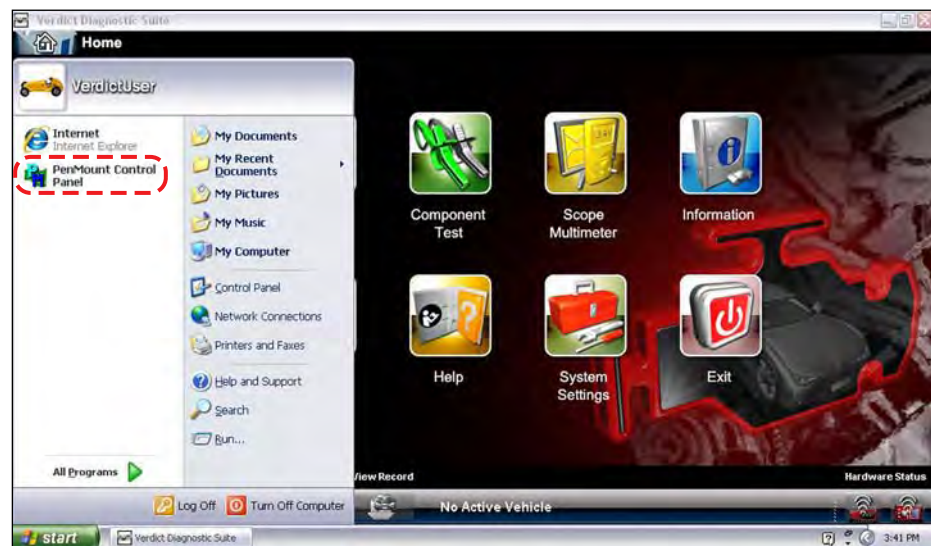 Verdict Diagnostic Suite
Home
VerdictUser
Internet
Internet Explorer
PenMount Control
Panel
My Documents
My Recent
Documents
My Pictures
My Music
My Computer
Control Panel
Network Connections
Printers and Faxes
Help and Support
Search
Run...
All Programs
Log Off
Turn Off Computer
Component
Test
Scope
Multimeter
Information
Help
System
Settings
Exit
View Record
Hardware Status
No Active Vehicle
start
Verdict Diagnostic Suite
3:41 PM